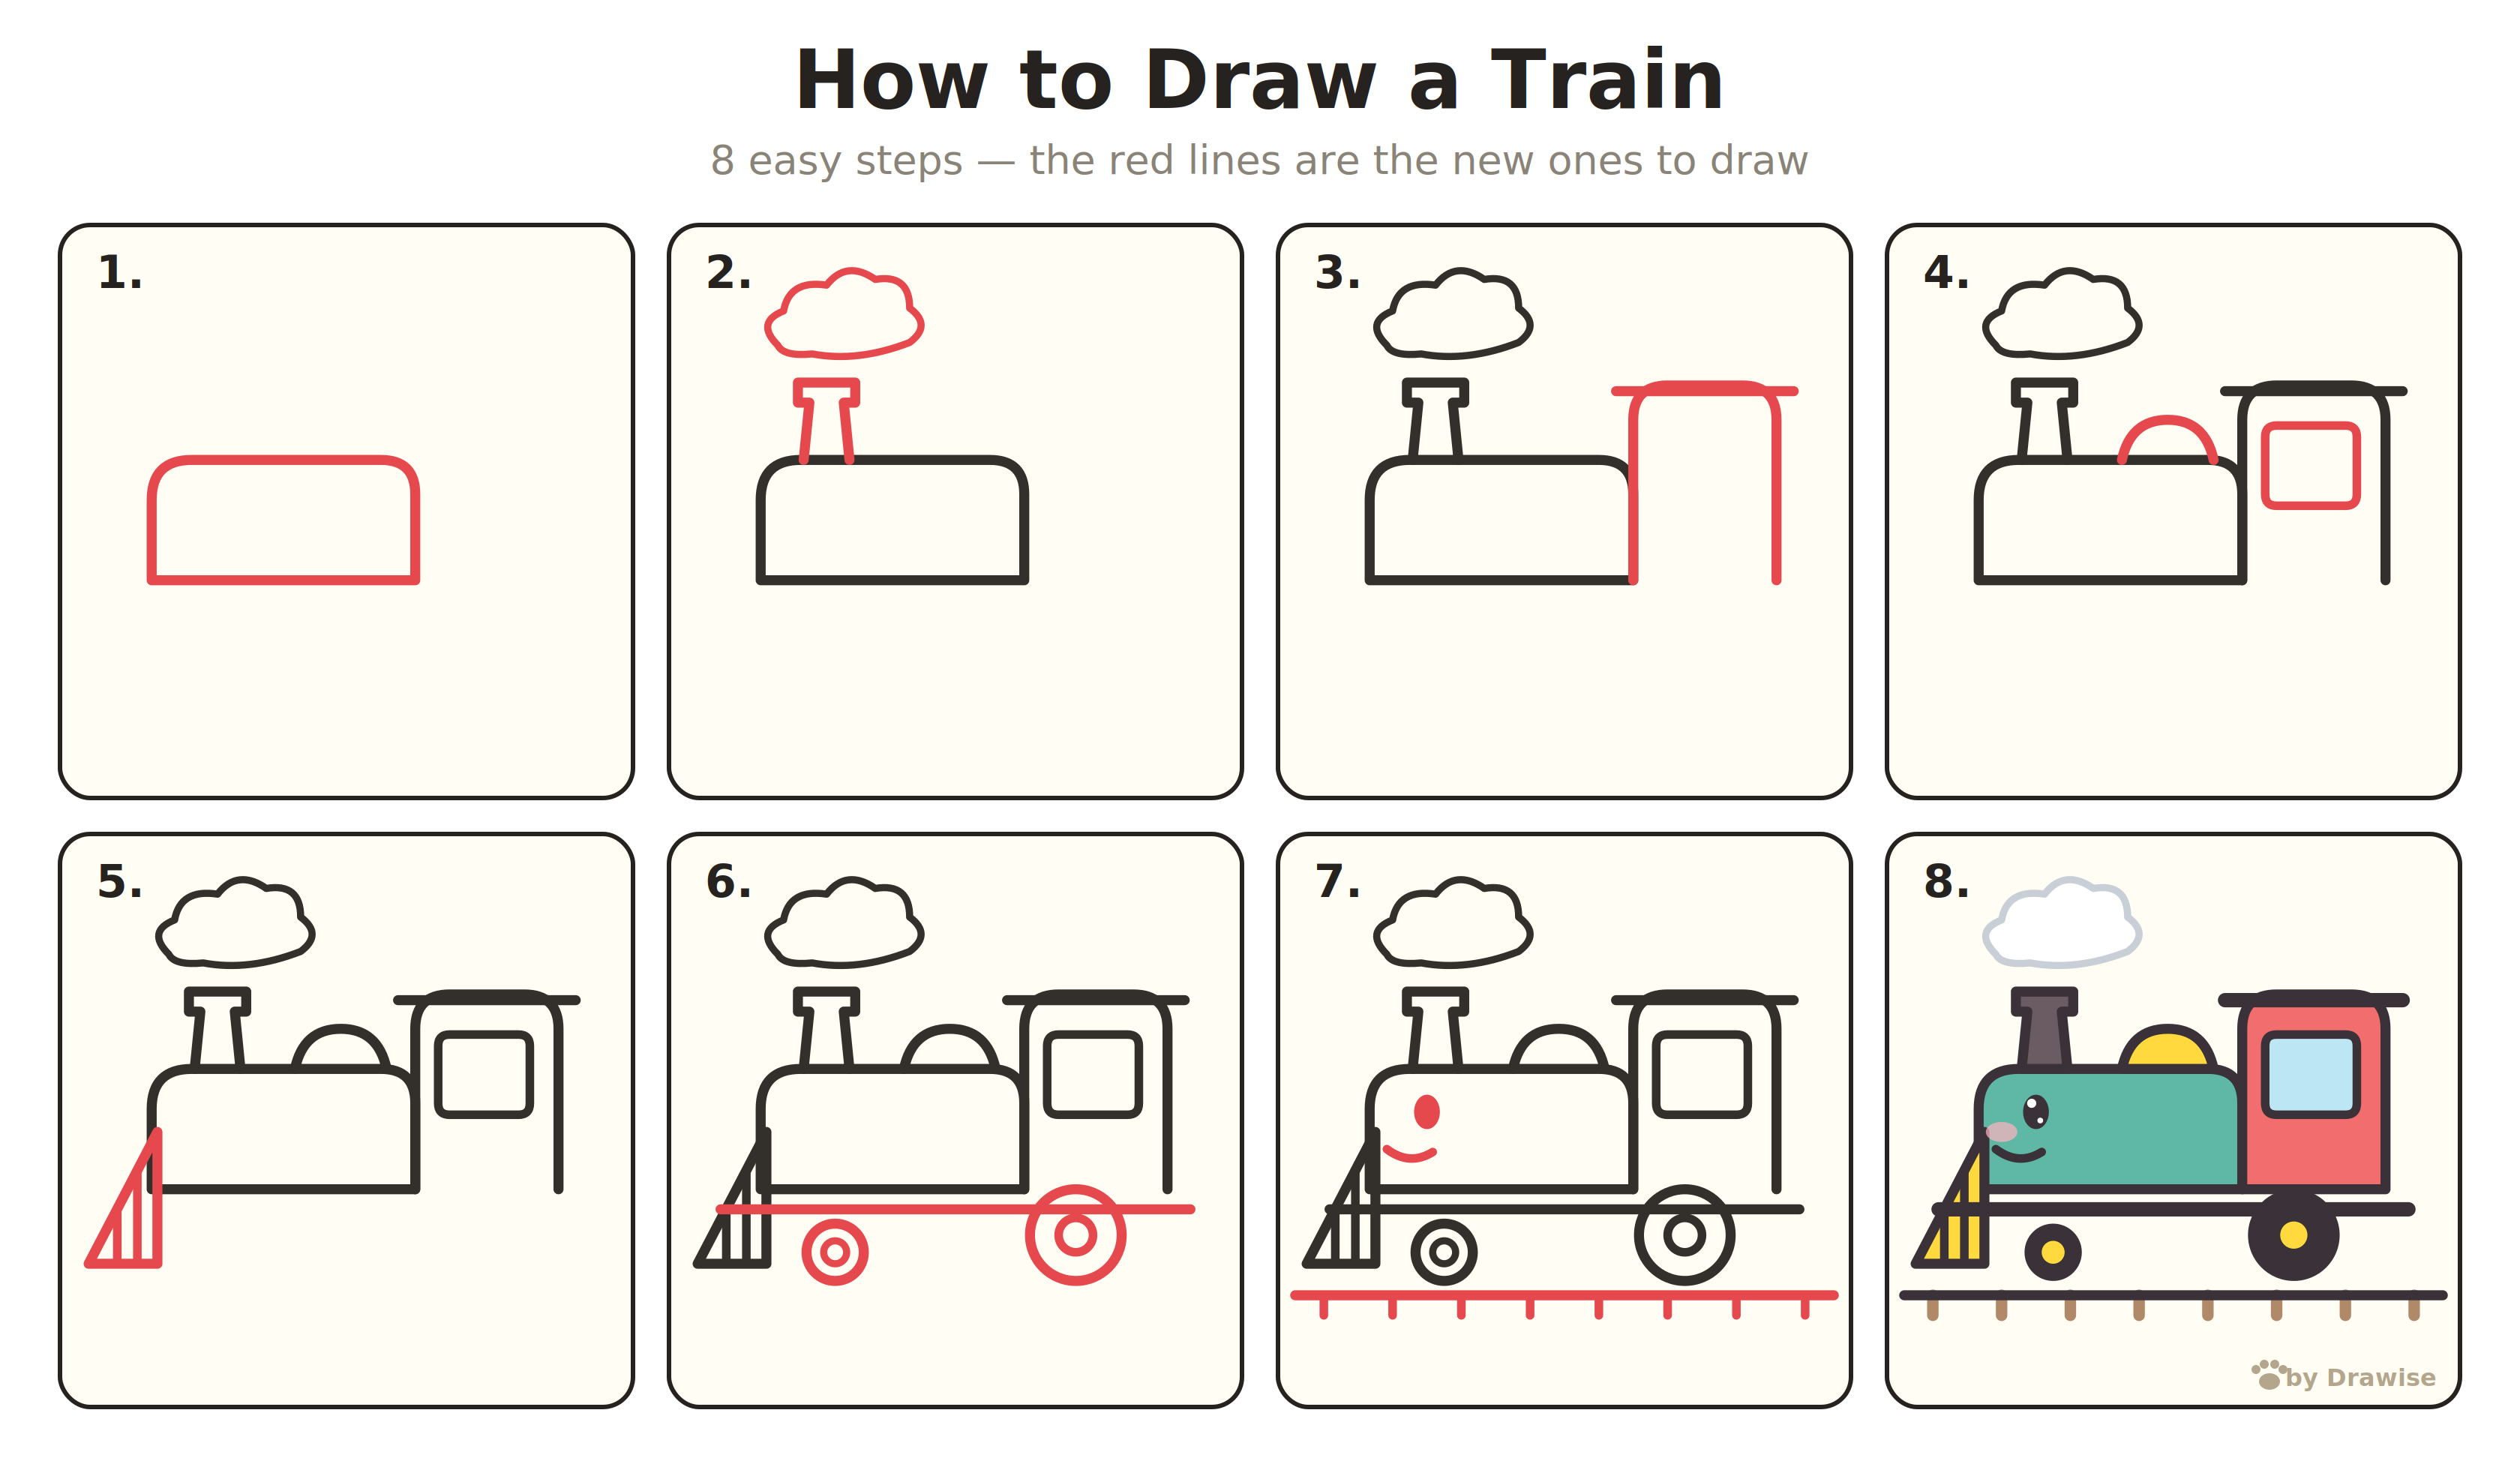 How to Draw a Train
8 easy steps — the red lines are the new ones to draw
1.
2.
3.
4.
5.
6.
7.
8.
by Drawise